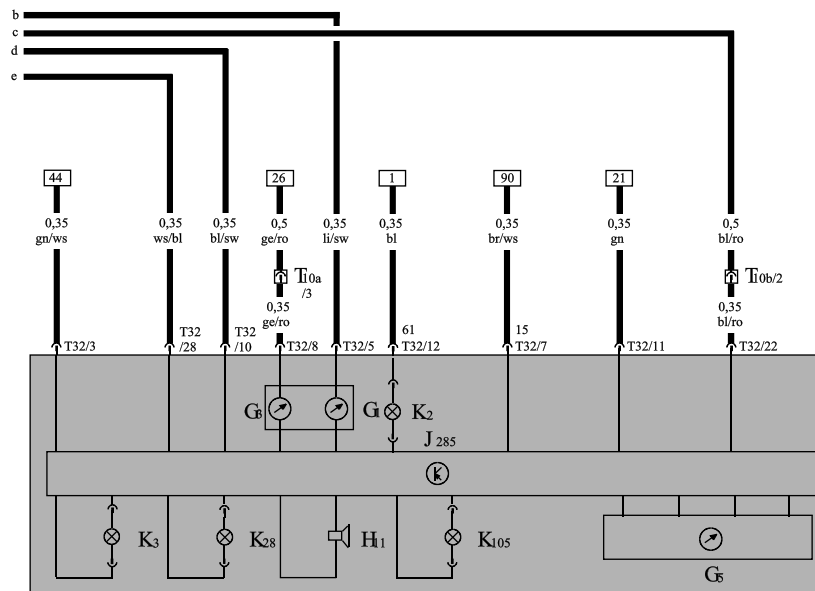 b
c
d
e
44
26
1
90
21
0,35 0,35 0,35 0,5 0,35 0,35 0,35 0,35 0,5
gn/ws ws/bl bl/sw ge/ro li/sw bl br/ws gn bl/ro
T10a
/3
T10b/2
0,35 0,35
ge/ro bl/ro
T32/3
T32
/28
T32
/10
T32/8
T32/5
61
T32/12
15
T32/7
T32/11
T32/22
G3
G1
K2
J285
K3
K28
H11
K105
G5